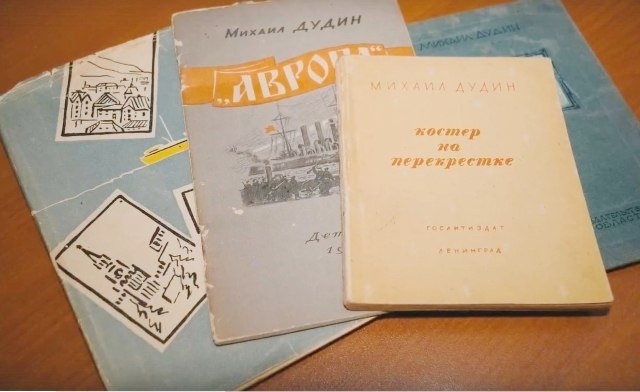 Михаил ДУДИН
„АВРОРА“
МИХАИЛ ДУДИН
костер
на
перекрестке
ГОСЛИТИЗДАТ
ЛЕНИНГРАД
МИХАИЛ ДУДИН